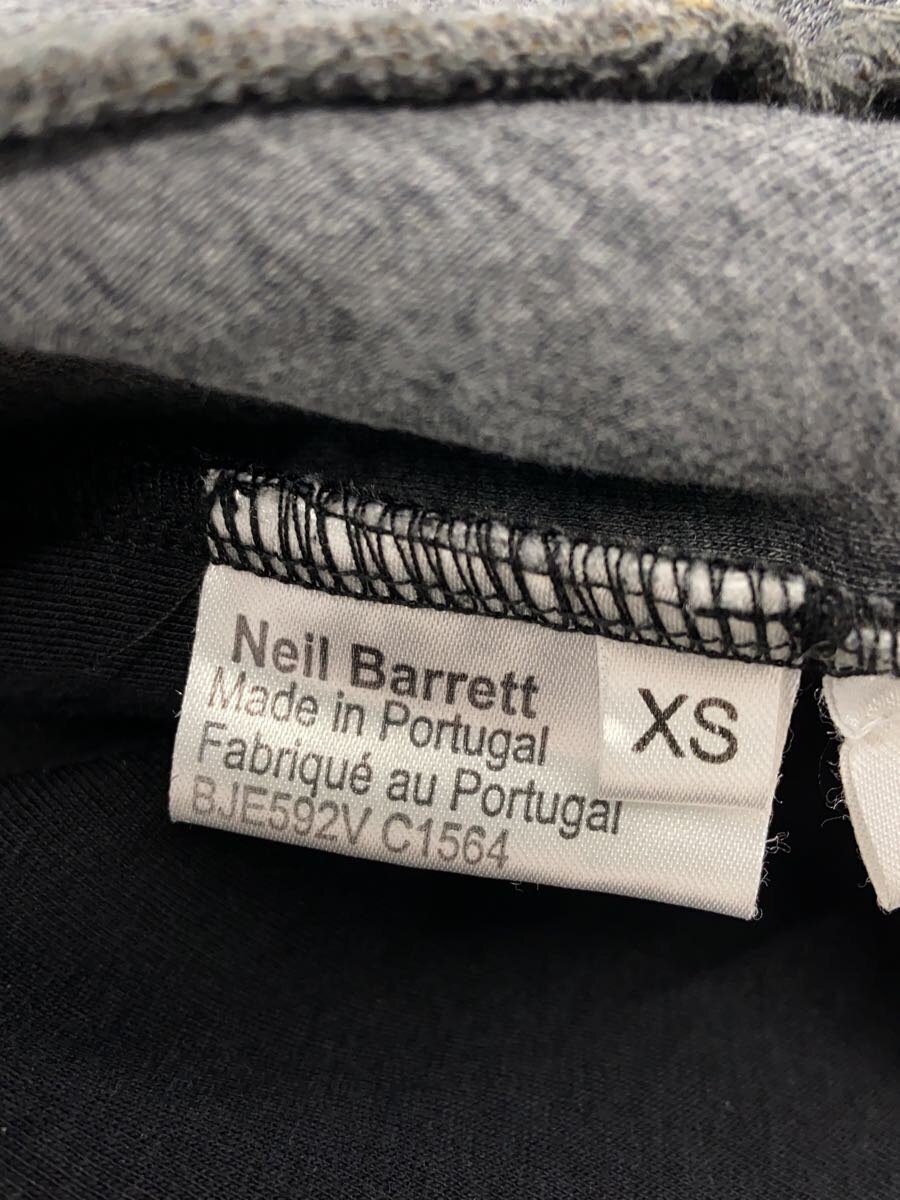 Neil Barrett
Made in Portugal
Fabriqué au Portugal
BJE592V C1564
XS